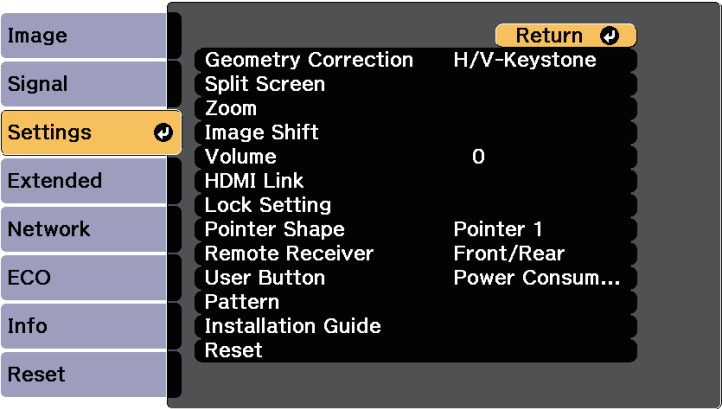 Image
Signal
Settings
Extended
Network
ECO
Info
Reset
Return
Geometry Correction H/V-Keystone
Split Screen
Zoom
Image Shift
Volume 0
HDMI Link
Lock Setting
Pointer Shape Pointer 1
Remote Receiver Front/Rear
User Button Power Consum...
Pattern
Installation Guide
Reset